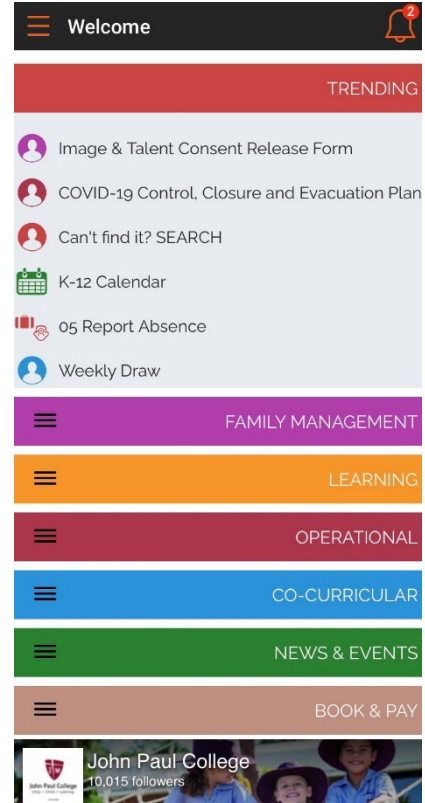 Welcome
2
TRENDING
Image & Talent Consent Release Form
COVID-19 Control, Closure and Evacuation Plan
Can't find it? SEARCH
K-12 Calendar
05 Report Absence
Weekly Draw
FAMILY MANAGEMENT
LEARNING
OPERATIONAL
CO-CURRICULAR
NEWS & EVENTS
BOOK & PAY
John Paul College
10,015 followers
John Paul College